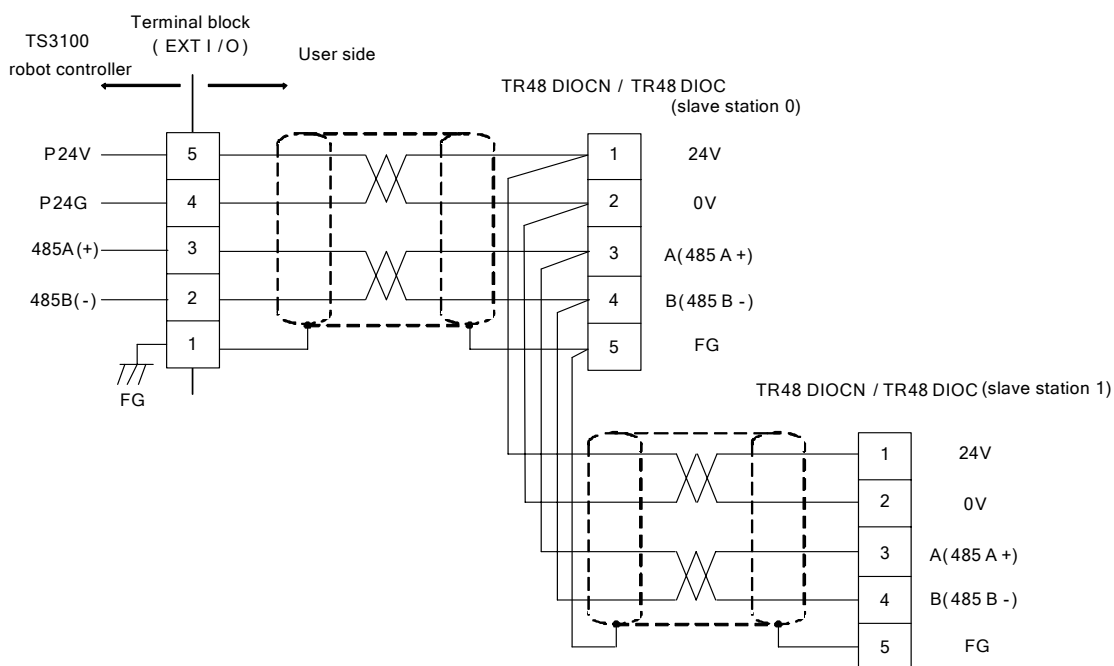 Terminal block
( EXT I /O)
TS3100
robot controller
User side
TR48 DIOCN / TR48 DIOC
(slave station 0)
P24V 5 1 24V
P24G 4 2 0V
485A(+) 3 3 A(485 A +)
485B(-) 2 4 B(485 B -)
1 5 FG
FG
TR48 DIOCN / TR48 DIOC (slave station 1)
1 24V
2 0V
3 A(485 A +)
4 B(485 B -)
5 FG